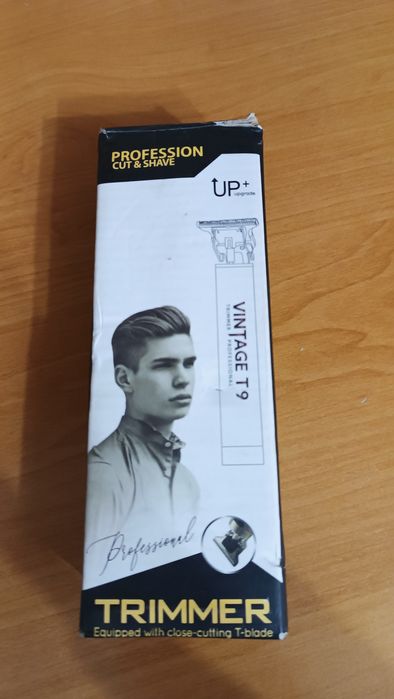 PROFESSION
CUT & SHAVE
UP+
upgrade
VINTAGE T9
TRIMMER PROFESSIONAL
Professional
TRIMMER
Equipped with close-cutting T-blade